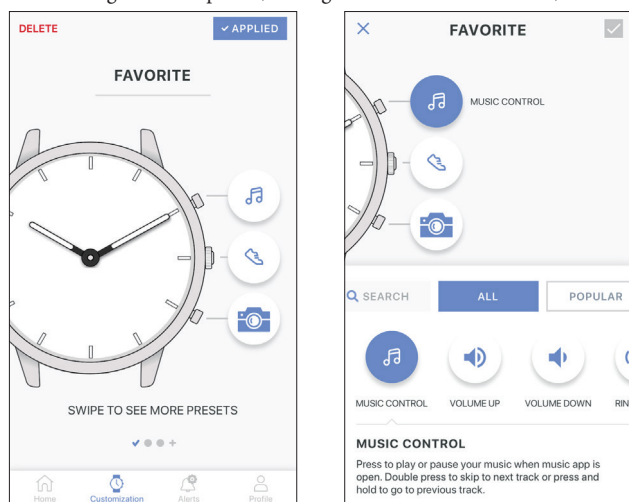 DELETE
✓ APPLIED
FAVORITE
SWIPE TO SEE MORE PRESETS
Home
Customization
Alerts
Profile
FAVORITE
MUSIC CONTROL
SEARCH
ALL
POPULAR
MUSIC CONTROL
VOLUME UP
VOLUME DOWN
RIN
MUSIC CONTROL
Press to play or pause your music when music app is
open. Double press to skip to next track or press and
hold to go to previous track.